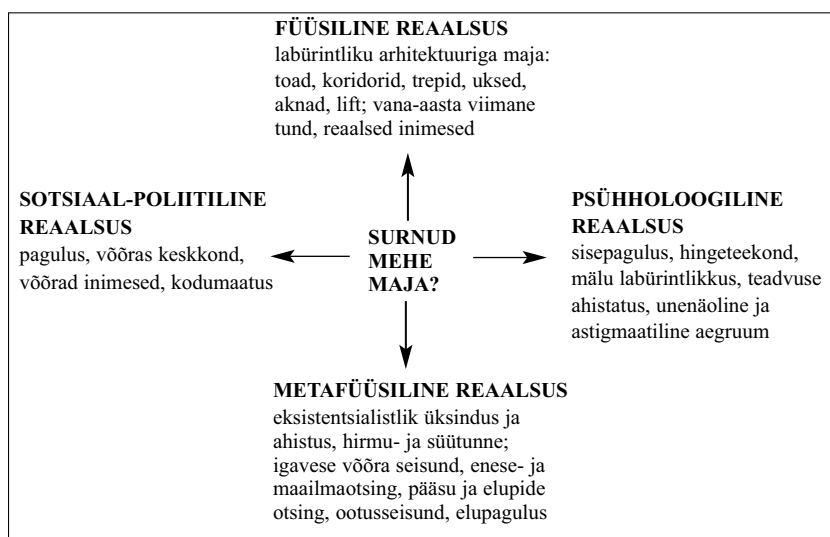 FÜÜSILINE REAALSUS
labürintliku arhitektuuriga maja:
toad, koridorid, trepid, uksed,
aknad, lift; vana-aasta viimane
tund, reaalsed inimesed
SOTSIAAL-POLIITILINE
REAALSUS
pagulus, võõras keskkond,
võõrad inimesed, kodumaatus
SURNUD
MEHE
MAJA?
PSÜHHOLOOGILINE
REAALSUS
sisepagulus, hingeteekond,
mälu labürintlikkus, teadvuse
ahistatus, unenäoline ja
astigmaatiline aegruum
METAFÜÜSILINE REAALSUS
eksistentsialistlik üksindus ja
ahistus, hirmu- ja süütunne;
igavese võõra seisund, enese- ja
maailmaotsing, pääsu ja elupide
otsing, ootusseisund, elupagulus